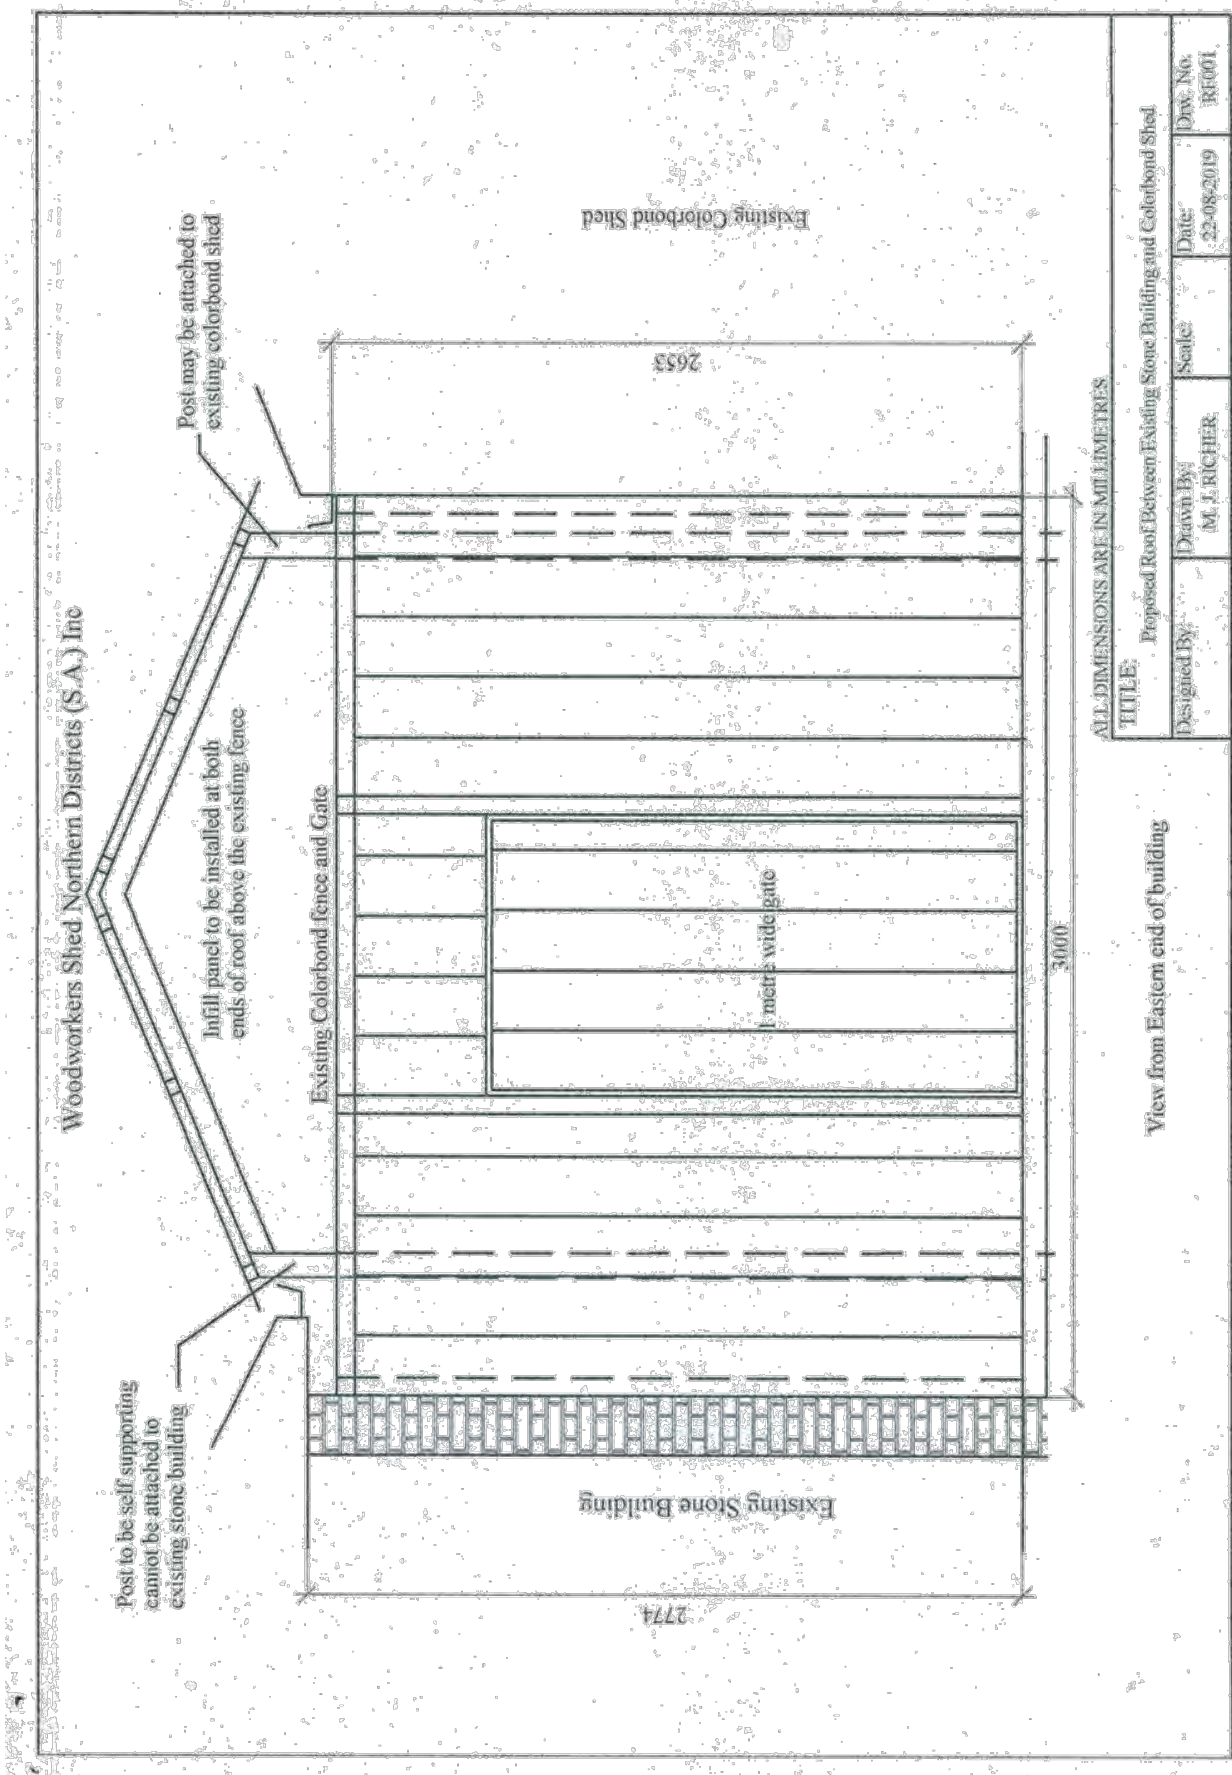 Woodworkers Shed Northern Districts (S.A.) Inc
Post to be self supporting
cannot be attached to
existing stone building
Infill panel to be installed at both
ends of roof above the existing fence
Post may be attached to
existing colorbond shed
Existing Colorbond fence and Gate
1 metre wide gate
2774
Existing Stone Building
2653
Existing Colorbond Shed
3000
View from Eastern end of building
ALL DIMENSIONS ARE IN MILLIMETRES
TITLE:
Proposed Roof Between Existing Stone Building and Colorbond Shed
Designed By:
Drawn By:
M. J. RICHER
Scale:
Date:
22-08-2019
Drw. No.
RF001